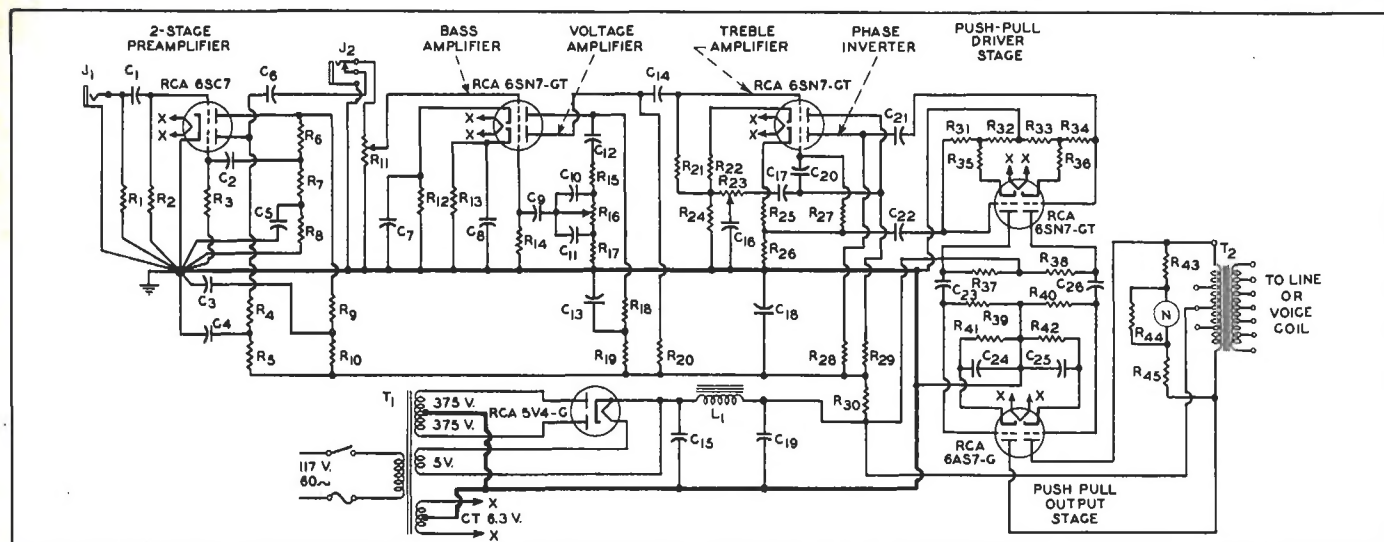 2-STAGE
PREAMPLIFIER
BASS
AMPLIFIER
VOLTAGE
AMPLIFIER
TREBLE
AMPLIFIER
PHASE
INVERTER
PUSH-PULL
DRIVER
STAGE
J1
C1
RCA 6SC7
C6
J2
RCA 6SN7-GT
C14
RCA 6SN7-GT
C21
R31
R32
R33
R34
R35
R36
X
X
X
X
X
X
X
X
R6
R11
C12
R21
R22
R23
C17
C20
C2
R7
C10
R15
RCA
6SN7-GT
R1
R2
R3
C5
R8
R12
R13
C9
R16
R24
R25
R27
C22
C7
C8
R14
C11
R17
C16
R26
R38
R43
T2
C3
R37
C23
C26
R40
N
TO LINE
OR
VOICE
COIL
C4
R4
R9
C13
R18
C18
R39
R44
R41
R42
R5
R10
R19
R20
R28
R29
C24
C25
R45
T1
375 V.
375 V.
RCA 5V4-G
L1
R30
X
X
5V.
C15
C19
RCA
6AS7-G
117 V.
60~
X
CT 6.3 V.
X
PUSH PULL
OUTPUT
STAGE